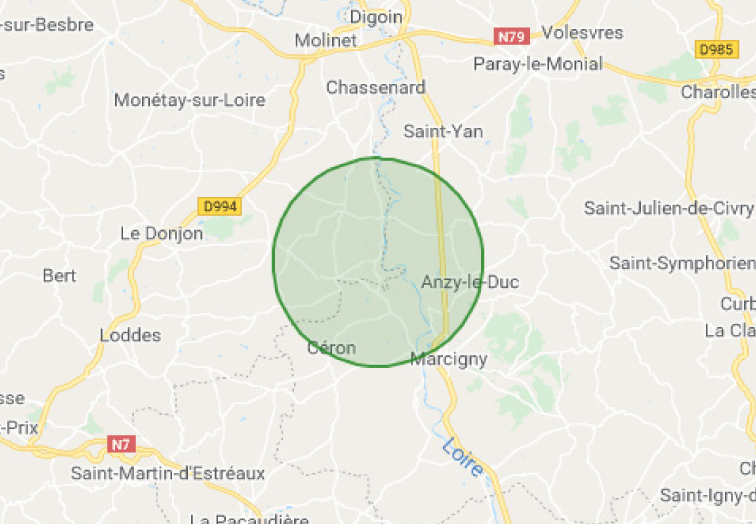 -sur-Besbre
Digoin
Molinet
N79
Volesvres
D985
Paray-le-Monial
Chassenard
Charolles
Monétay-sur-Loire
Saint-Yan
D994
Saint-Julien-de-Civry
Le Donjon
Saint-Symphorien
Bert
Anzy-le-Duc
Curb
Loddes
La Cla
Céron
Marcigny
sse
-Prix
N7
Loire
Saint-Martin-d'Estréaux
Ch
Saint-Igny-d
La Pacaudière